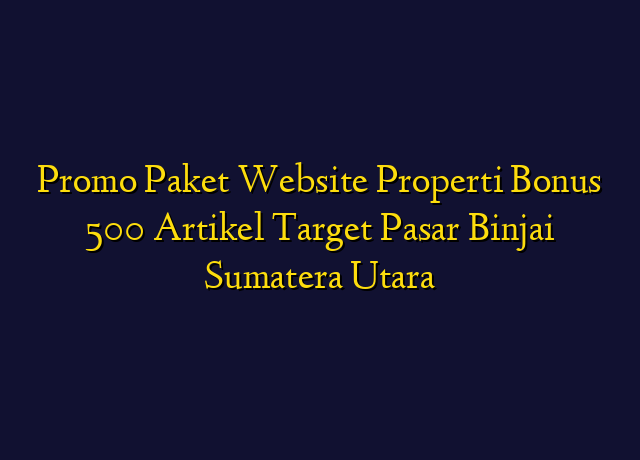 Promo Paket Website Properti Bonus
500 Artikel Target Pasar Binjai
Sumatera Utara